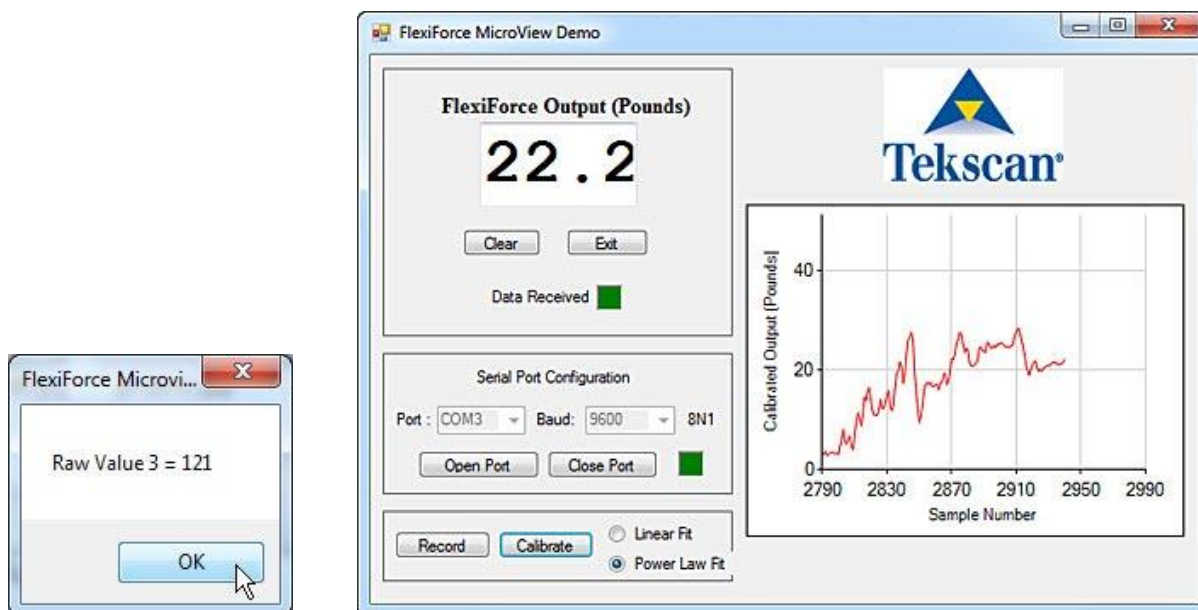 FlexiForce Microvi...
Raw Value 3 = 121
OK
FlexiForce MicroView Demo
FlexiForce Output (Pounds)
22.2
Clear Exit
Data Received
Serial Port Configuration
Port : COM3 Baud: 9600 8N1
Open Port Close Port
Record Calibrate Linear Fit
Power Law Fit
Tekscan®
Calibrated Output [Pounds]
40
20
0
2790 2830 2870 2910 2950 2990
Sample Number